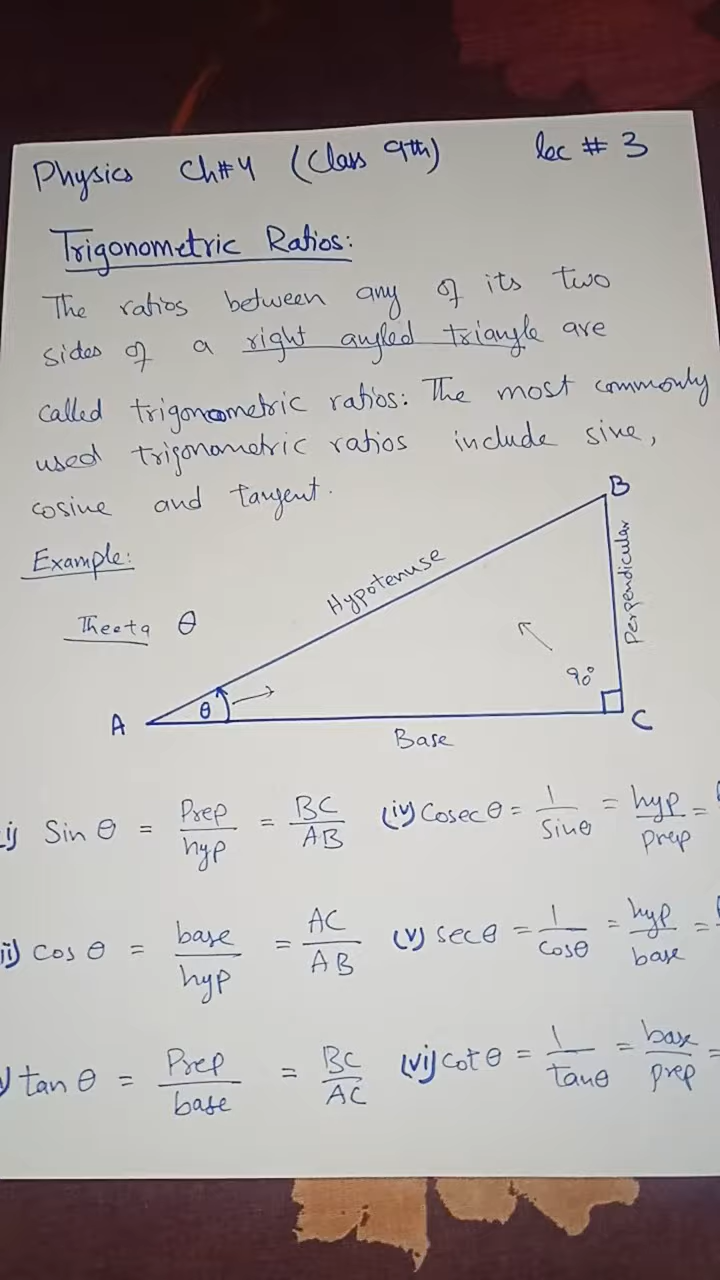 Physics Ch#4 (Class 9th) lec # 3
Trigonometric Ratios:
The ratios between any of its two
sides of a right angled triangle are
called trigonometric ratios: The most commonly
used trigonometric ratios include sine,
cosine and tangent.
Example:
Theeta θ
B
Hypotenuse
Perpendicular
90°
A
θ
C
Base
i) Sin θ = Prep/hyp = BC/AB (iv) Cosec θ = 1/Sinθ = hyp/prep =
ii) cos θ = base/hyp = AC/AB (v) secθ = 1/cosθ = hyp/base =
) tan θ = Prep/base = BC/AC (vi) cotθ = 1/tanθ = base/prep =